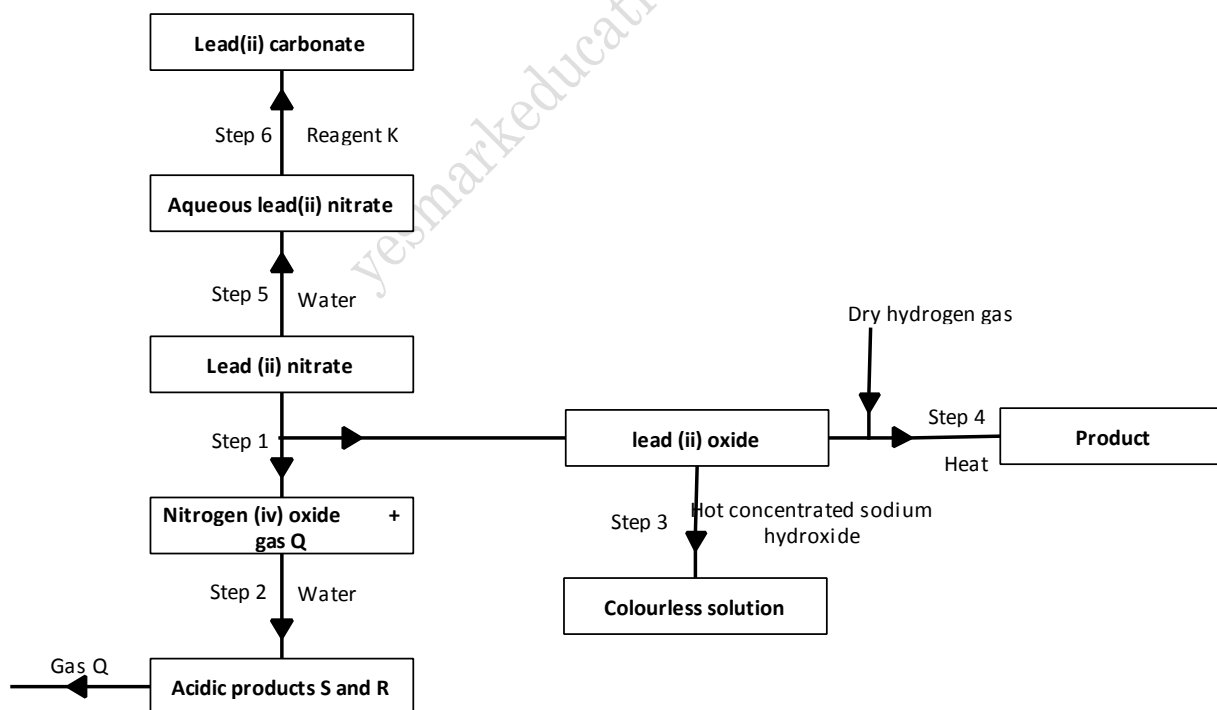 Lead(ii) carbonate
Step 6 Reagent K
Aqueous lead(ii) nitrate
yesmarkeducati
Step 5 Water
Dry hydrogen gas
Lead (ii) nitrate
Step 1
lead (ii) oxide
Step 4
Product
Heat
Nitrogen (iv) oxide +
gas Q
Step 3
Hot concentrated sodium
hydroxide
Step 2 Water
Colourless solution
Gas Q
Acidic products S and R